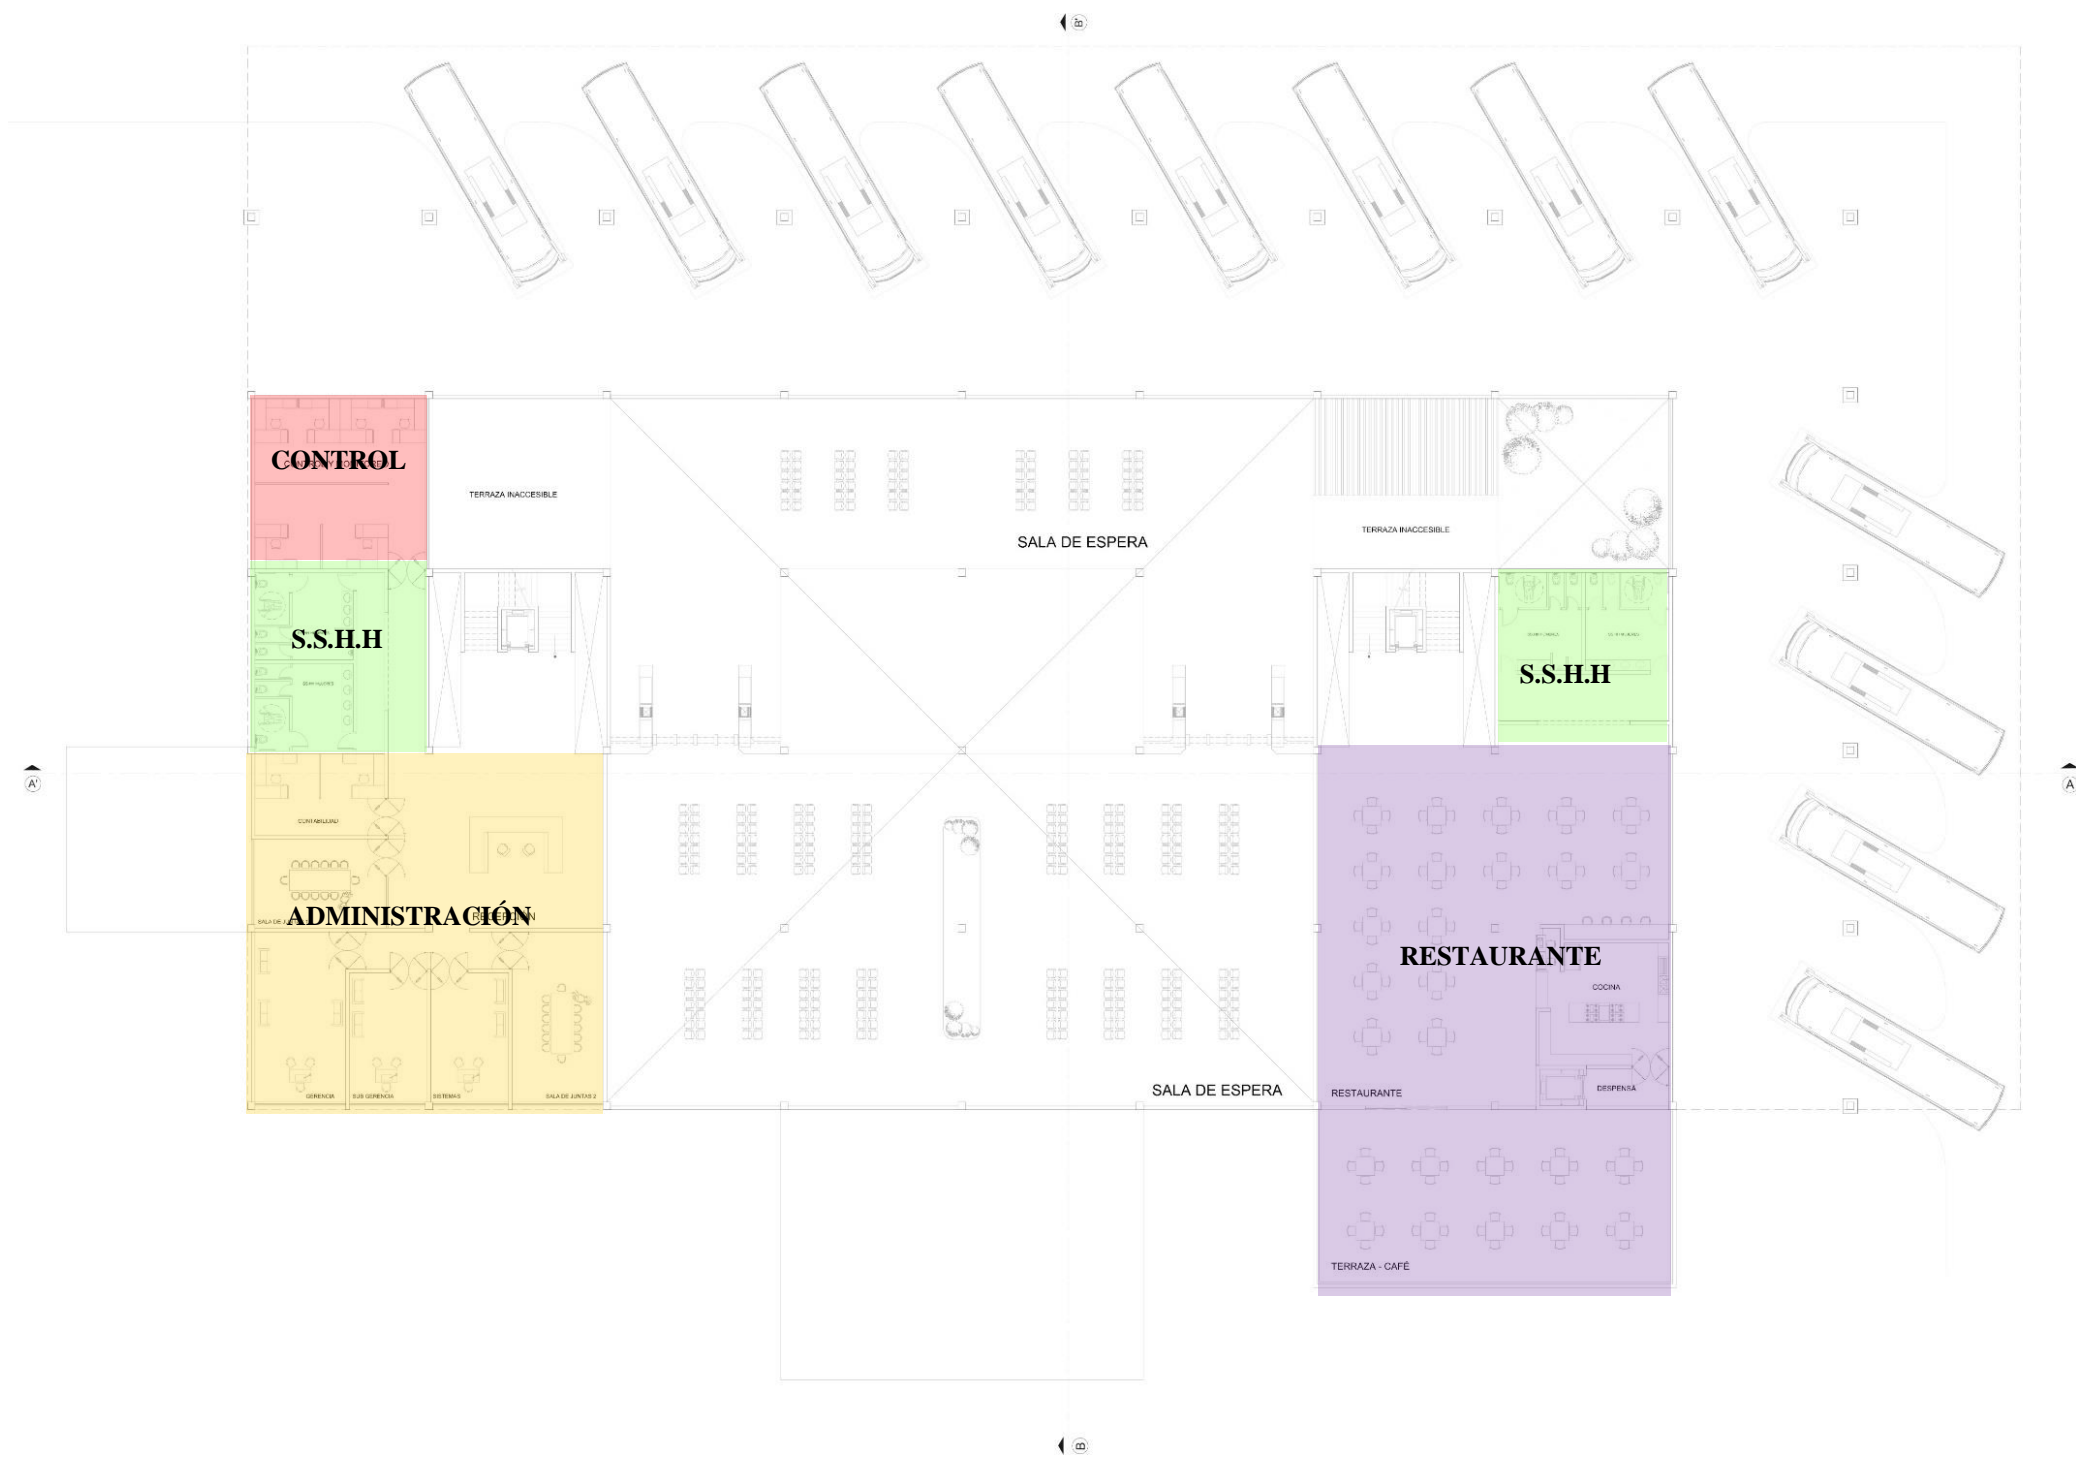 B'
CONTROL
TERRAZA INACCESIBLE
TERRAZA INACCESIBLE
SALA DE ESPERA
S.S.H.H
S.S.H.H
A'
A
CONTABILIDAD
ADMINISTRACIÓN
RECEPCIÓN
RESTAURANTE
COCINA
DESPENSA
SALA DE ESPERA
RESTAURANTE
GERENCIA
SUB GERENCIA
SISTEMAS
SALA DE JUNTAS 2
TERRAZA - CAFÉ
B